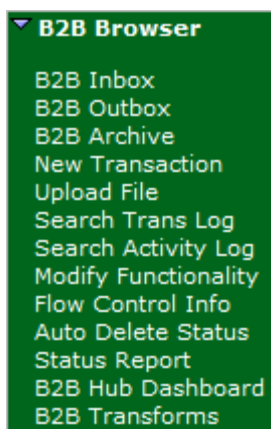 B2B Browser
B2B Inbox
B2B Outbox
B2B Archive
New Transaction
Upload File
Search Trans Log
Search Activity Log
Modify Functionality
Flow Control Info
Auto Delete Status
Status Report
B2B Hub Dashboard
B2B Transforms